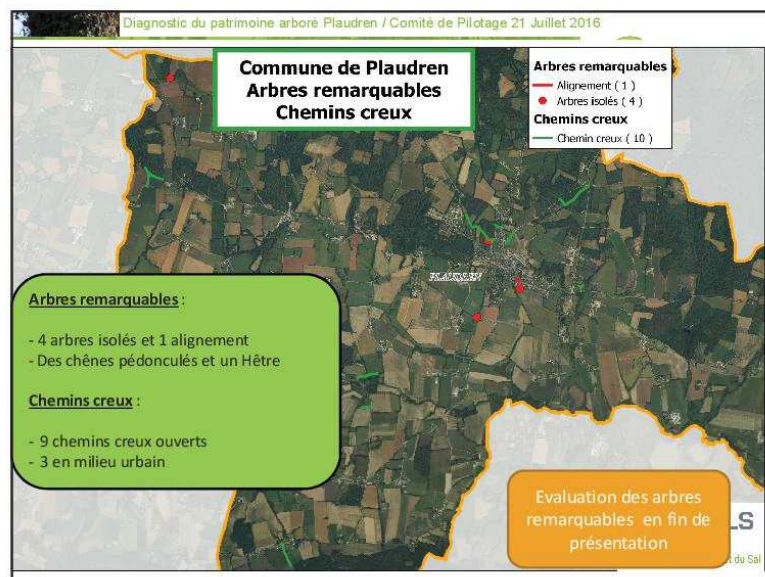 Diagnostic du patrimoine arboré Plaudren / Comité de Pilotage 21 Juillet 2016
Commune de Plaudren
Arbres remarquables
Chemins creux
Arbres remarquables
Alignement ( 1 )
Arbres isolés ( 4 )
Chemins creux
Chemin creux ( 10 )
PLAUDREN
Arbres remarquables :
- 4 arbres isolés et 1 alignement
- Des chênes pédonculés et un Hêtre
Chemins creux :
- 9 chemins creux ouverts
- 3 en milieu urbain
Evaluation des arbres
remarquables en fin de
présentation
LS
t du Sal